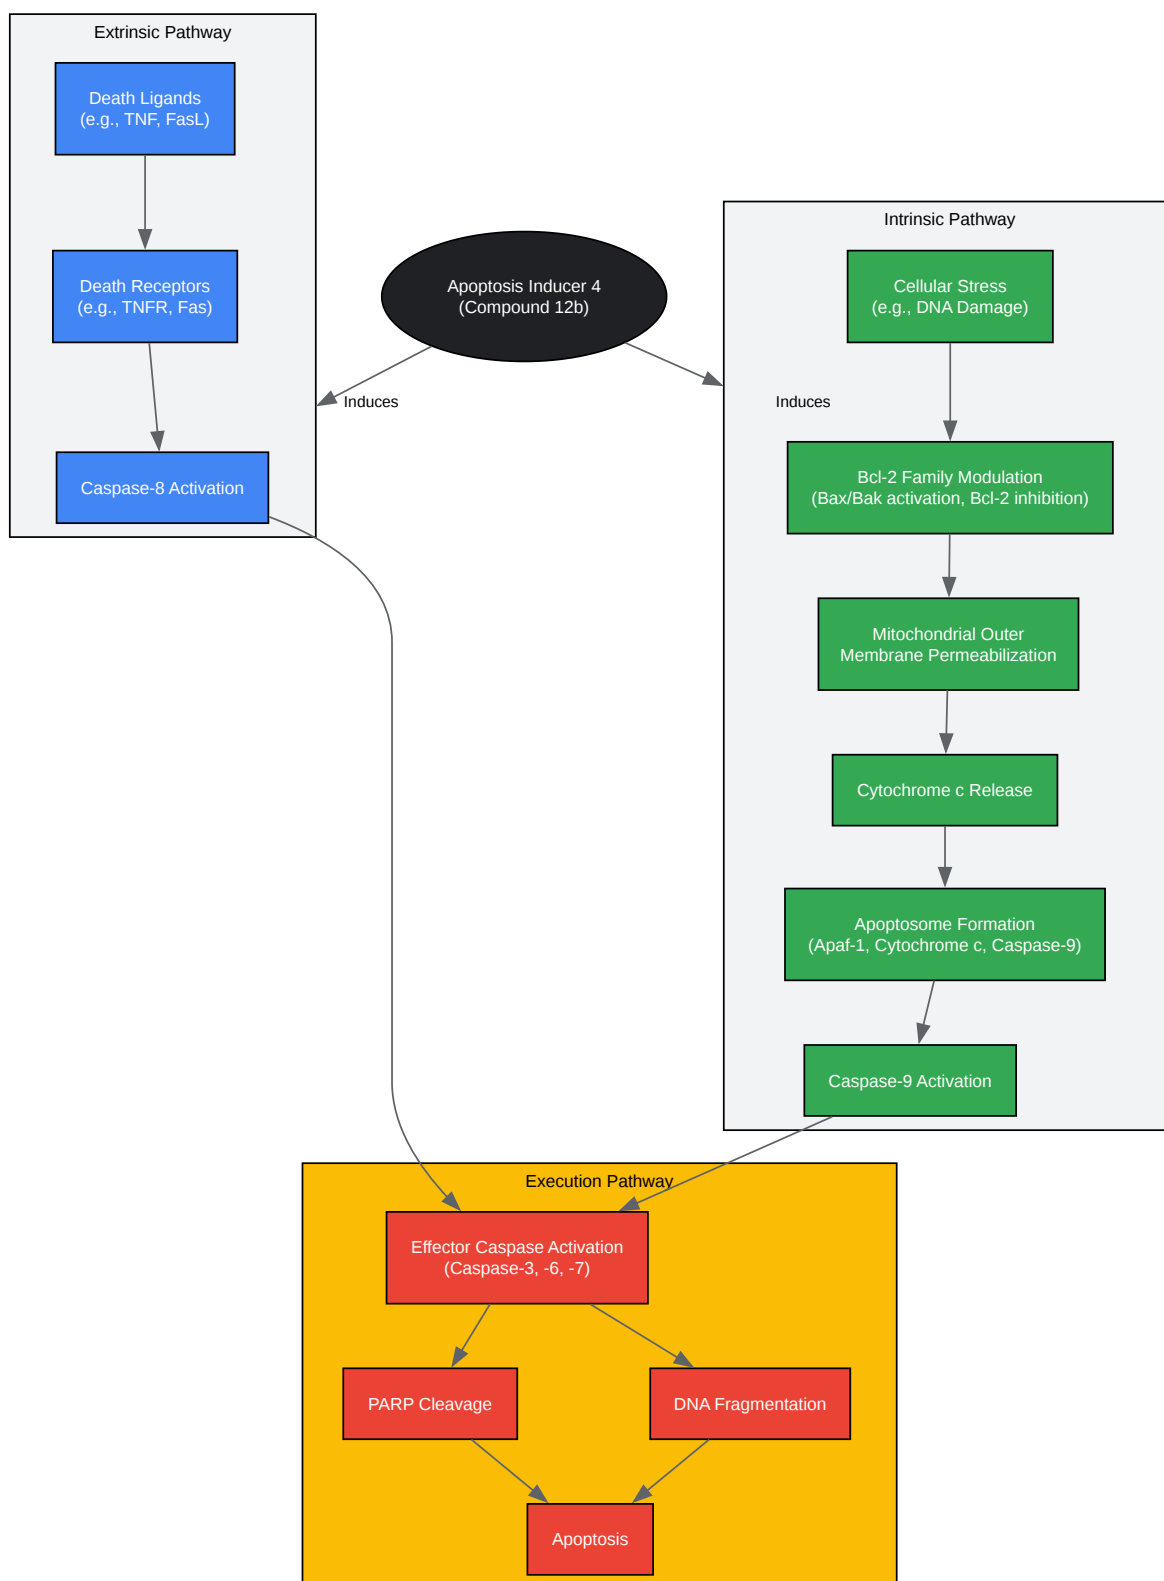 Extrinsic Pathway
Death Ligands
(e.g., TNF, FasL)
Death Receptors
(e.g., TNFR, Fas)
Caspase-8 Activation
Apoptosis Inducer 4
(Compound 12b)
Induces
Induces
Intrinsic Pathway
Cellular Stress
(e.g., DNA Damage)
Bcl-2 Family Modulation
(Bax/Bak activation, Bcl-2 inhibition)
Mitochondrial Outer
Membrane Permeabilization
Cytochrome c Release
Apoptosome Formation
(Apaf-1, Cytochrome c, Caspase-9)
Caspase-9 Activation
Execution Pathway
Effector Caspase Activation
(Caspase-3, -6, -7)
PARP Cleavage
DNA Fragmentation
Apoptosis